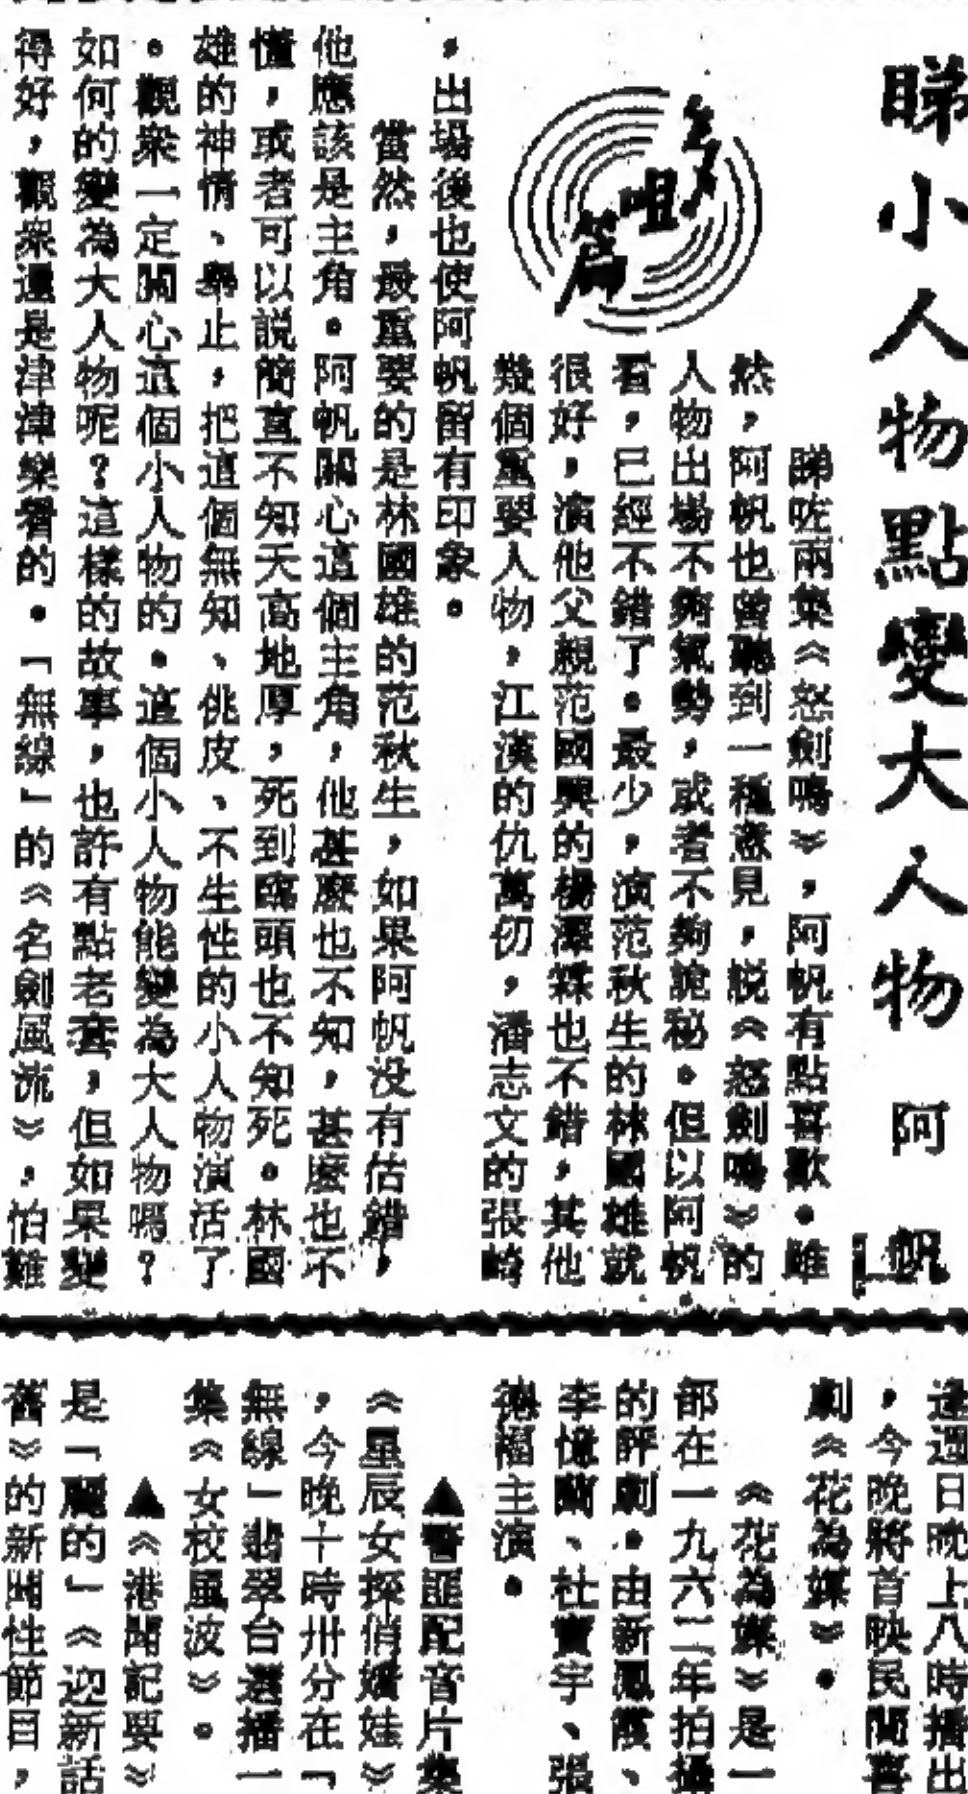 睇小人物點變大人物
阿帆
多咀篇
睇咗兩集《怒劍鳴》，阿帆有點喜歡。雖
然，阿帆也曾聽到一種意見，説《怒劍鳴》的
人物出場不夠氣勢，或者不夠詭秘。但以阿帆
看，已經不錯了。最少，演范秋生的林國雄就
很好，演他父親范國興的楊澤霖也不錯，其他
幾個重要人物，江漢的仇萬仞，潘志文的張崎
，出場後也使阿帆留有印象。
當然，最重要的是林國雄的范秋生，如果阿帆没有估錯，
他應該是主角。阿帆關心這個主角，他甚麼也不知，甚麼也不
懂，或者可以説簡直不知天高地厚，死到臨頭也不知死。林國
雄的神情、舉止，把這個無知、佻皮、不生性的小人物演活了
。觀衆一定關心這個小人物的。這個小人物能變為大人物嗎？
如何的變為大人物呢？這樣的故事，也許有點老套，但如果變
得好，觀衆還是津津樂睹的。「無線」的《名劍風流》，怕難
逢週日晚上八時播出
，今晚將首映民間喜
劇《花為媒》。
《花為媒》是一
部在一九六二年拍攝
的評劇。由新鳳霞、
李憶蘭、杜寶宇、張
德福主演。
▲警匪配音片集
《星辰女探俏嬌娃》
，今晚十時卅分在「
無線」翡翠台選播一
集《女校風波》。
▲《港聞記要》
是「麗的」《迎新話
舊》的新聞性節目，